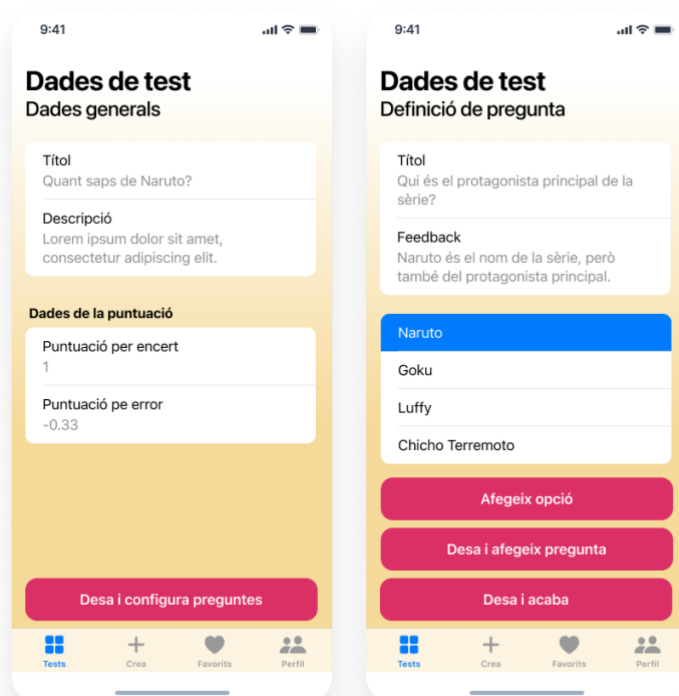 9:41
Dades de test
Dades generals
Títol
Quant saps de Naruto?
Descripció
Lorem ipsum dolor sit amet,
consectetur adipiscing elit.
Dades de la puntuació
Puntuació per encert
1
Puntuació pe error
-0.33
Desa i configura preguntes
Tests
Crea
Favorits
Perfil
9:41
Dades de test
Definició de pregunta
Títol
Qui és el protagonista principal de la
sèrie?
Feedback
Naruto és el nom de la sèrie, però
també del protagonista principal.
Naruto
Goku
Luffy
Chicho Terremoto
Afegeix opció
Desa i afegeix pregunta
Desa i acaba
Tests
Crea
Favorits
Perfil